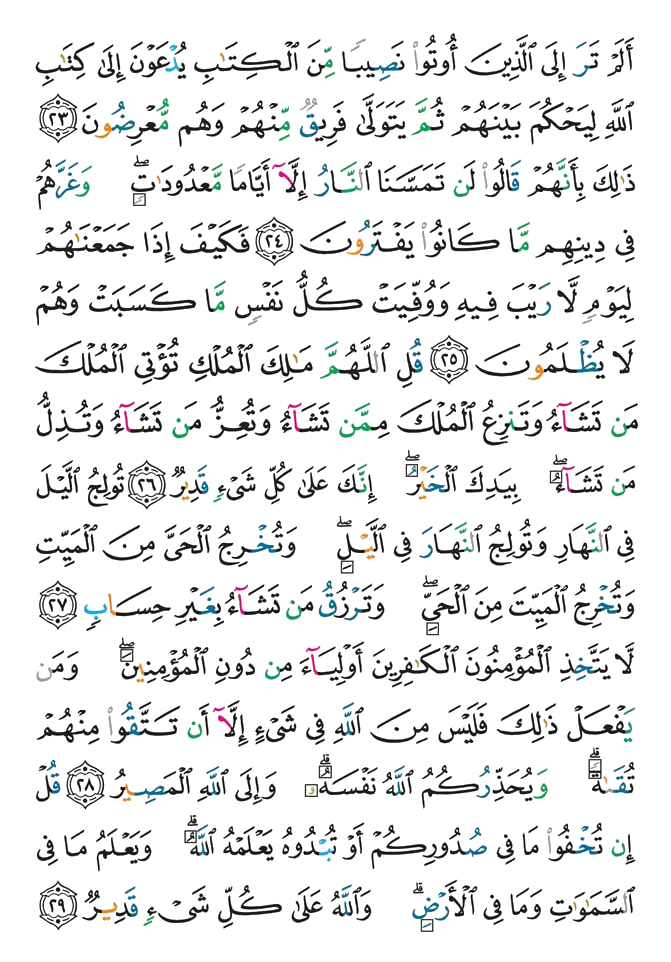 أَلَمْ تَرَ إِلَى ٱلَّذِينَ أُوتُوا۟ نَصِيبًا مِّنَ ٱلْكِتَـٰبِ يُدْعَوْنَ إِلَىٰ كِتَـٰبِ
ٱللَّهِ لِيَحْكُمَ بَيْنَهُمْ ثُمَّ يَتَوَلَّىٰ فَرِيقٌ مِّنْهُمْ وَهُم مُّعْرِضُونَ ٢٣
ذَٰلِكَ بِأَنَّهُمْ قَالُوا۟ لَن تَمَسَّنَا ٱلنَّارُ إِلَّآ أَيَّامًا مَّعْدُودَٰتٍ ۖ وَغَرَّهُمْ
فِى دِينِهِم مَّا كَانُوا۟ يَفْتَرُونَ ٢٤ فَكَيْفَ إِذَا جَمَعْنَـٰهُمْ
لِيَوْمٍ لَّا رَيْبَ فِيهِ وَوُفِّيَتْ كُلُّ نَفْسٍ مَّا كَسَبَتْ وَهُمْ
لَا يُظْلَمُونَ ٢٥ قُلِ ٱللَّهُمَّ مَـٰلِكَ ٱلْمُلْكِ تُؤْتِى ٱلْمُلْكَ
مَن تَشَآءُ وَتَنزِعُ ٱلْمُلْكَ مِمَّن تَشَآءُ وَتُعِزُّ مَن تَشَآءُ وَتُذِلُّ
مَن تَشَآءُ ۖ بِيَدِكَ ٱلْخَيْرُ ۖ إِنَّكَ عَلَىٰ كُلِّ شَىْءٍ قَدِيرٌ ٢٦ تُولِجُ ٱلَّيْلَ
فِى ٱلنَّهَارِ وَتُولِجُ ٱلنَّهَارَ فِى ٱلَّيْلِ ۖ وَتُخْرِجُ ٱلْحَىَّ مِنَ ٱلْمَيِّتِ
وَتُخْرِجُ ٱلْمَيِّتَ مِنَ ٱلْحَىِّ ۖ وَتَرْزُقُ مَن تَشَآءُ بِغَيْرِ حِسَابٍ ٢٧
لَّا يَتَّخِذِ ٱلْمُؤْمِنُونَ ٱلْكَـٰفِرِينَ أَوْلِيَآءَ مِن دُونِ ٱلْمُؤْمِنِينَ ۖ وَمَن
يَفْعَلْ ذَٰلِكَ فَلَيْسَ مِنَ ٱللَّهِ فِى شَىْءٍ إِلَّآ أَن تَتَّقُوا۟ مِنْهُمْ
تُقَىٰةً ۗ وَيُحَذِّرُكُمُ ٱللَّهُ نَفْسَهُۥ ۗ وَإِلَى ٱللَّهِ ٱلْمَصِيرُ ٢٨ قُلْ
إِن تُخْفُوا۟ مَا فِى صُدُورِكُمْ أَوْ تُبْدُوهُ يَعْلَمْهُ ٱللَّهُ ۗ وَيَعْلَمُ مَا فِى
ٱلسَّمَـٰوَٰتِ وَمَا فِى ٱلْأَرْضِ ۗ وَٱللَّهُ عَلَىٰ كُلِّ شَىْءٍ قَدِيرٌ ٢٩